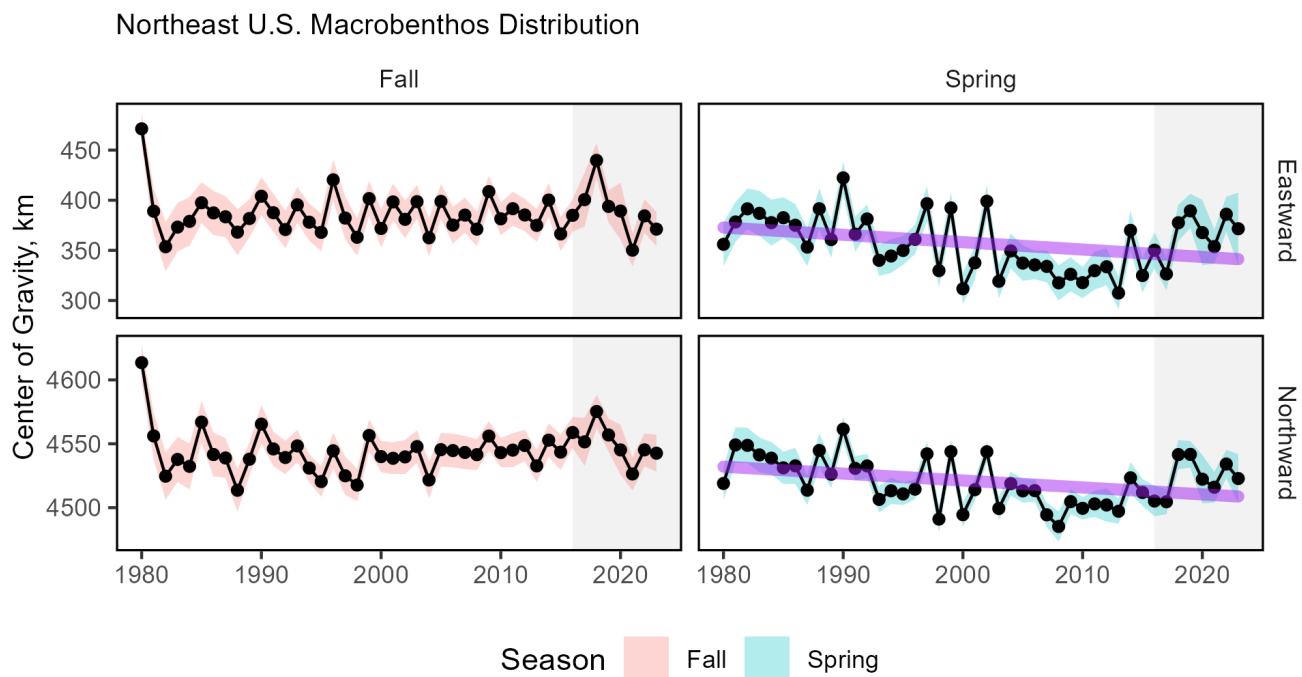 Northeast U.S. Macrobenthos Distribution
Fall
Spring
Center of Gravity, km
450
400
350
300
Eastward
4600
4550
4500
Northward
1980
1990
2000
2010
2020
1980
1990
2000
2010
2020
Season
Fall
Spring